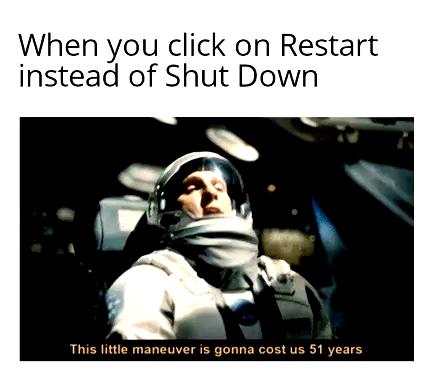 When you click on Restart
instead of Shut Down
This little maneuver is gonna cost us 51 years